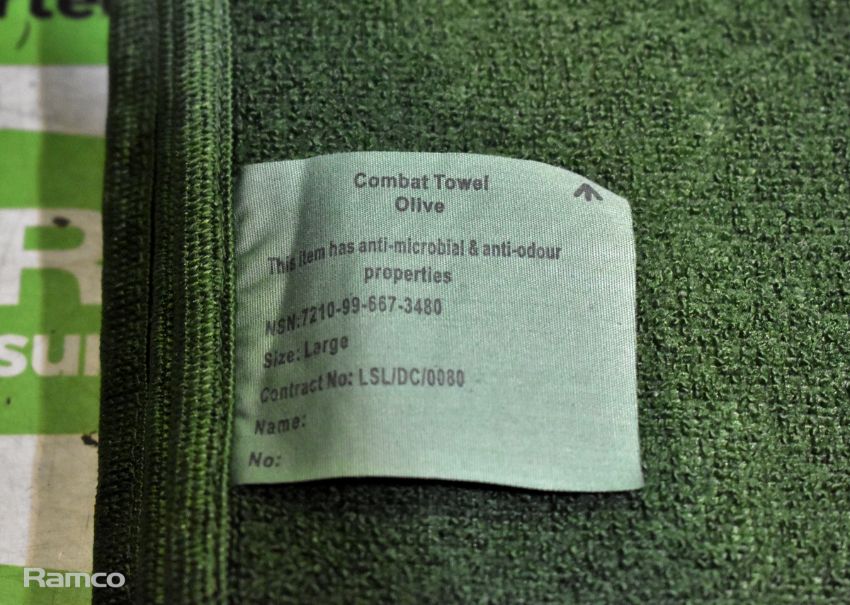 Combat Towel
Olive
This item has anti-microbial & anti-odour
properties
NSN:7210-99-667-3480
Size: Large
Contract No: LSL/DC/0080
Name:
No:
R
sur
Ramco